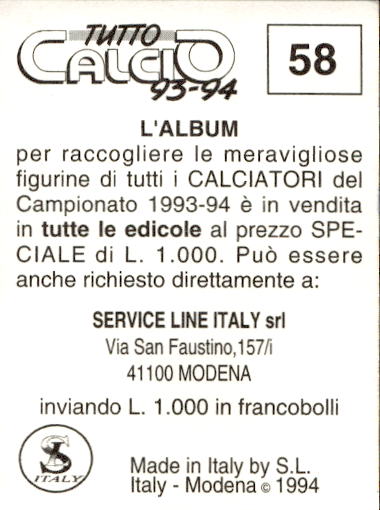 TUTTO
CALCIO
93-94
58
L'ALBUM
per raccogliere le meravigliose
figurine di tutti i CALCIATORI del
Campionato 1993-94 è in vendita
in tutte le edicole al prezzo SPE-
CIALE di L. 1.000. Può essere
anche richiesto direttamente a:
SERVICE LINE ITALY srl
Via San Faustino,157/i
41100 MODENA
inviando L. 1.000 in francobolli
SL
ITALY
Made in Italy by S.L.
Italy - Modena © 1994